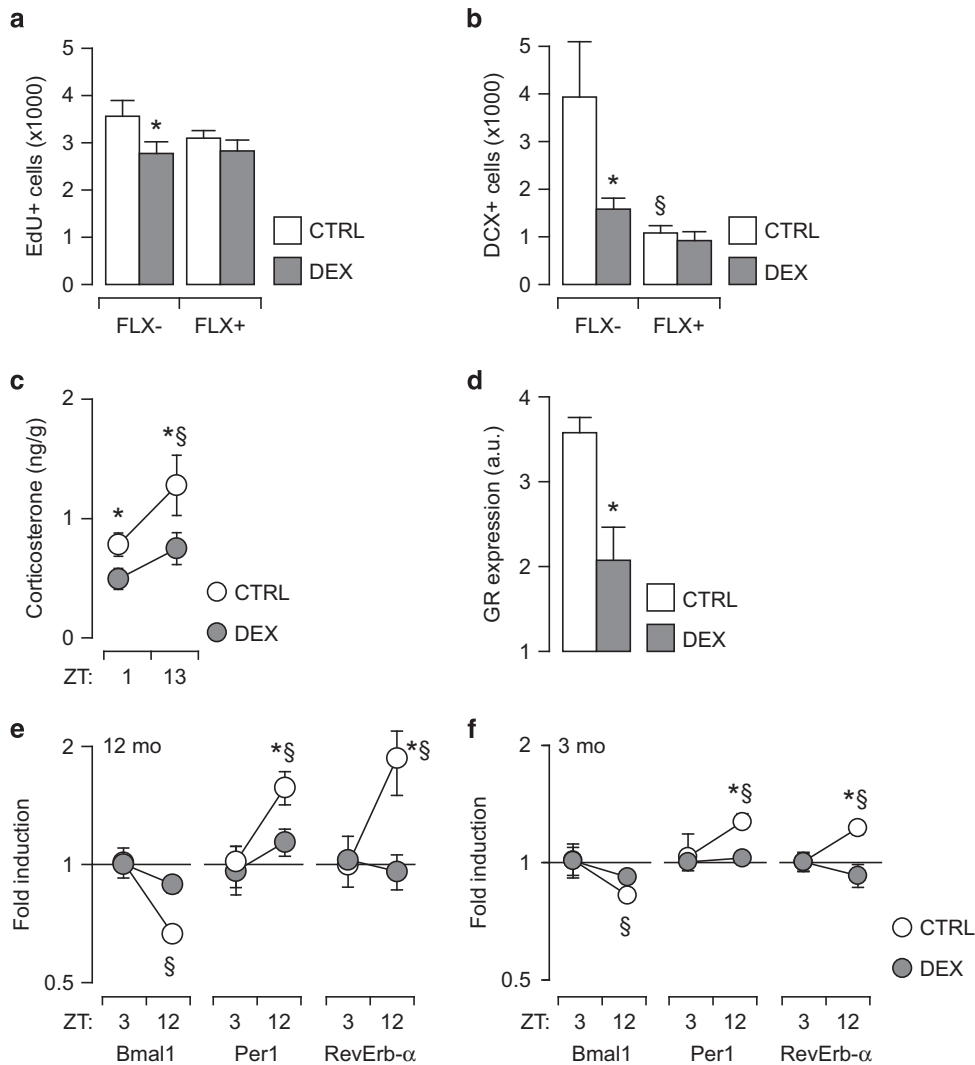 a
EdU+ cells (x1000)
5
4
3
2
1
0
*
CTRL
DEX
FLX- FLX+
b
DCX+ cells (x1000)
5
4
3
2
1
0
*
§
CTRL
DEX
FLX- FLX+
c
Corticosterone (ng/g)
2
1
0
*
*§
CTRL
DEX
ZT: 1 13
d
GR expression (a.u.)
4
3
2
1
*
CTRL
DEX
e
12 mo
Fold induction
2
1
0.5
§
*§
*§
ZT: 3 12 3 12 3 12
Bmal1 Per1 RevErb-α
f
3 mo
Fold induction
2
1
0.5
§
*§
*§
CTRL
DEX
ZT: 3 12 3 12 3 12
Bmal1 Per1 RevErb-α